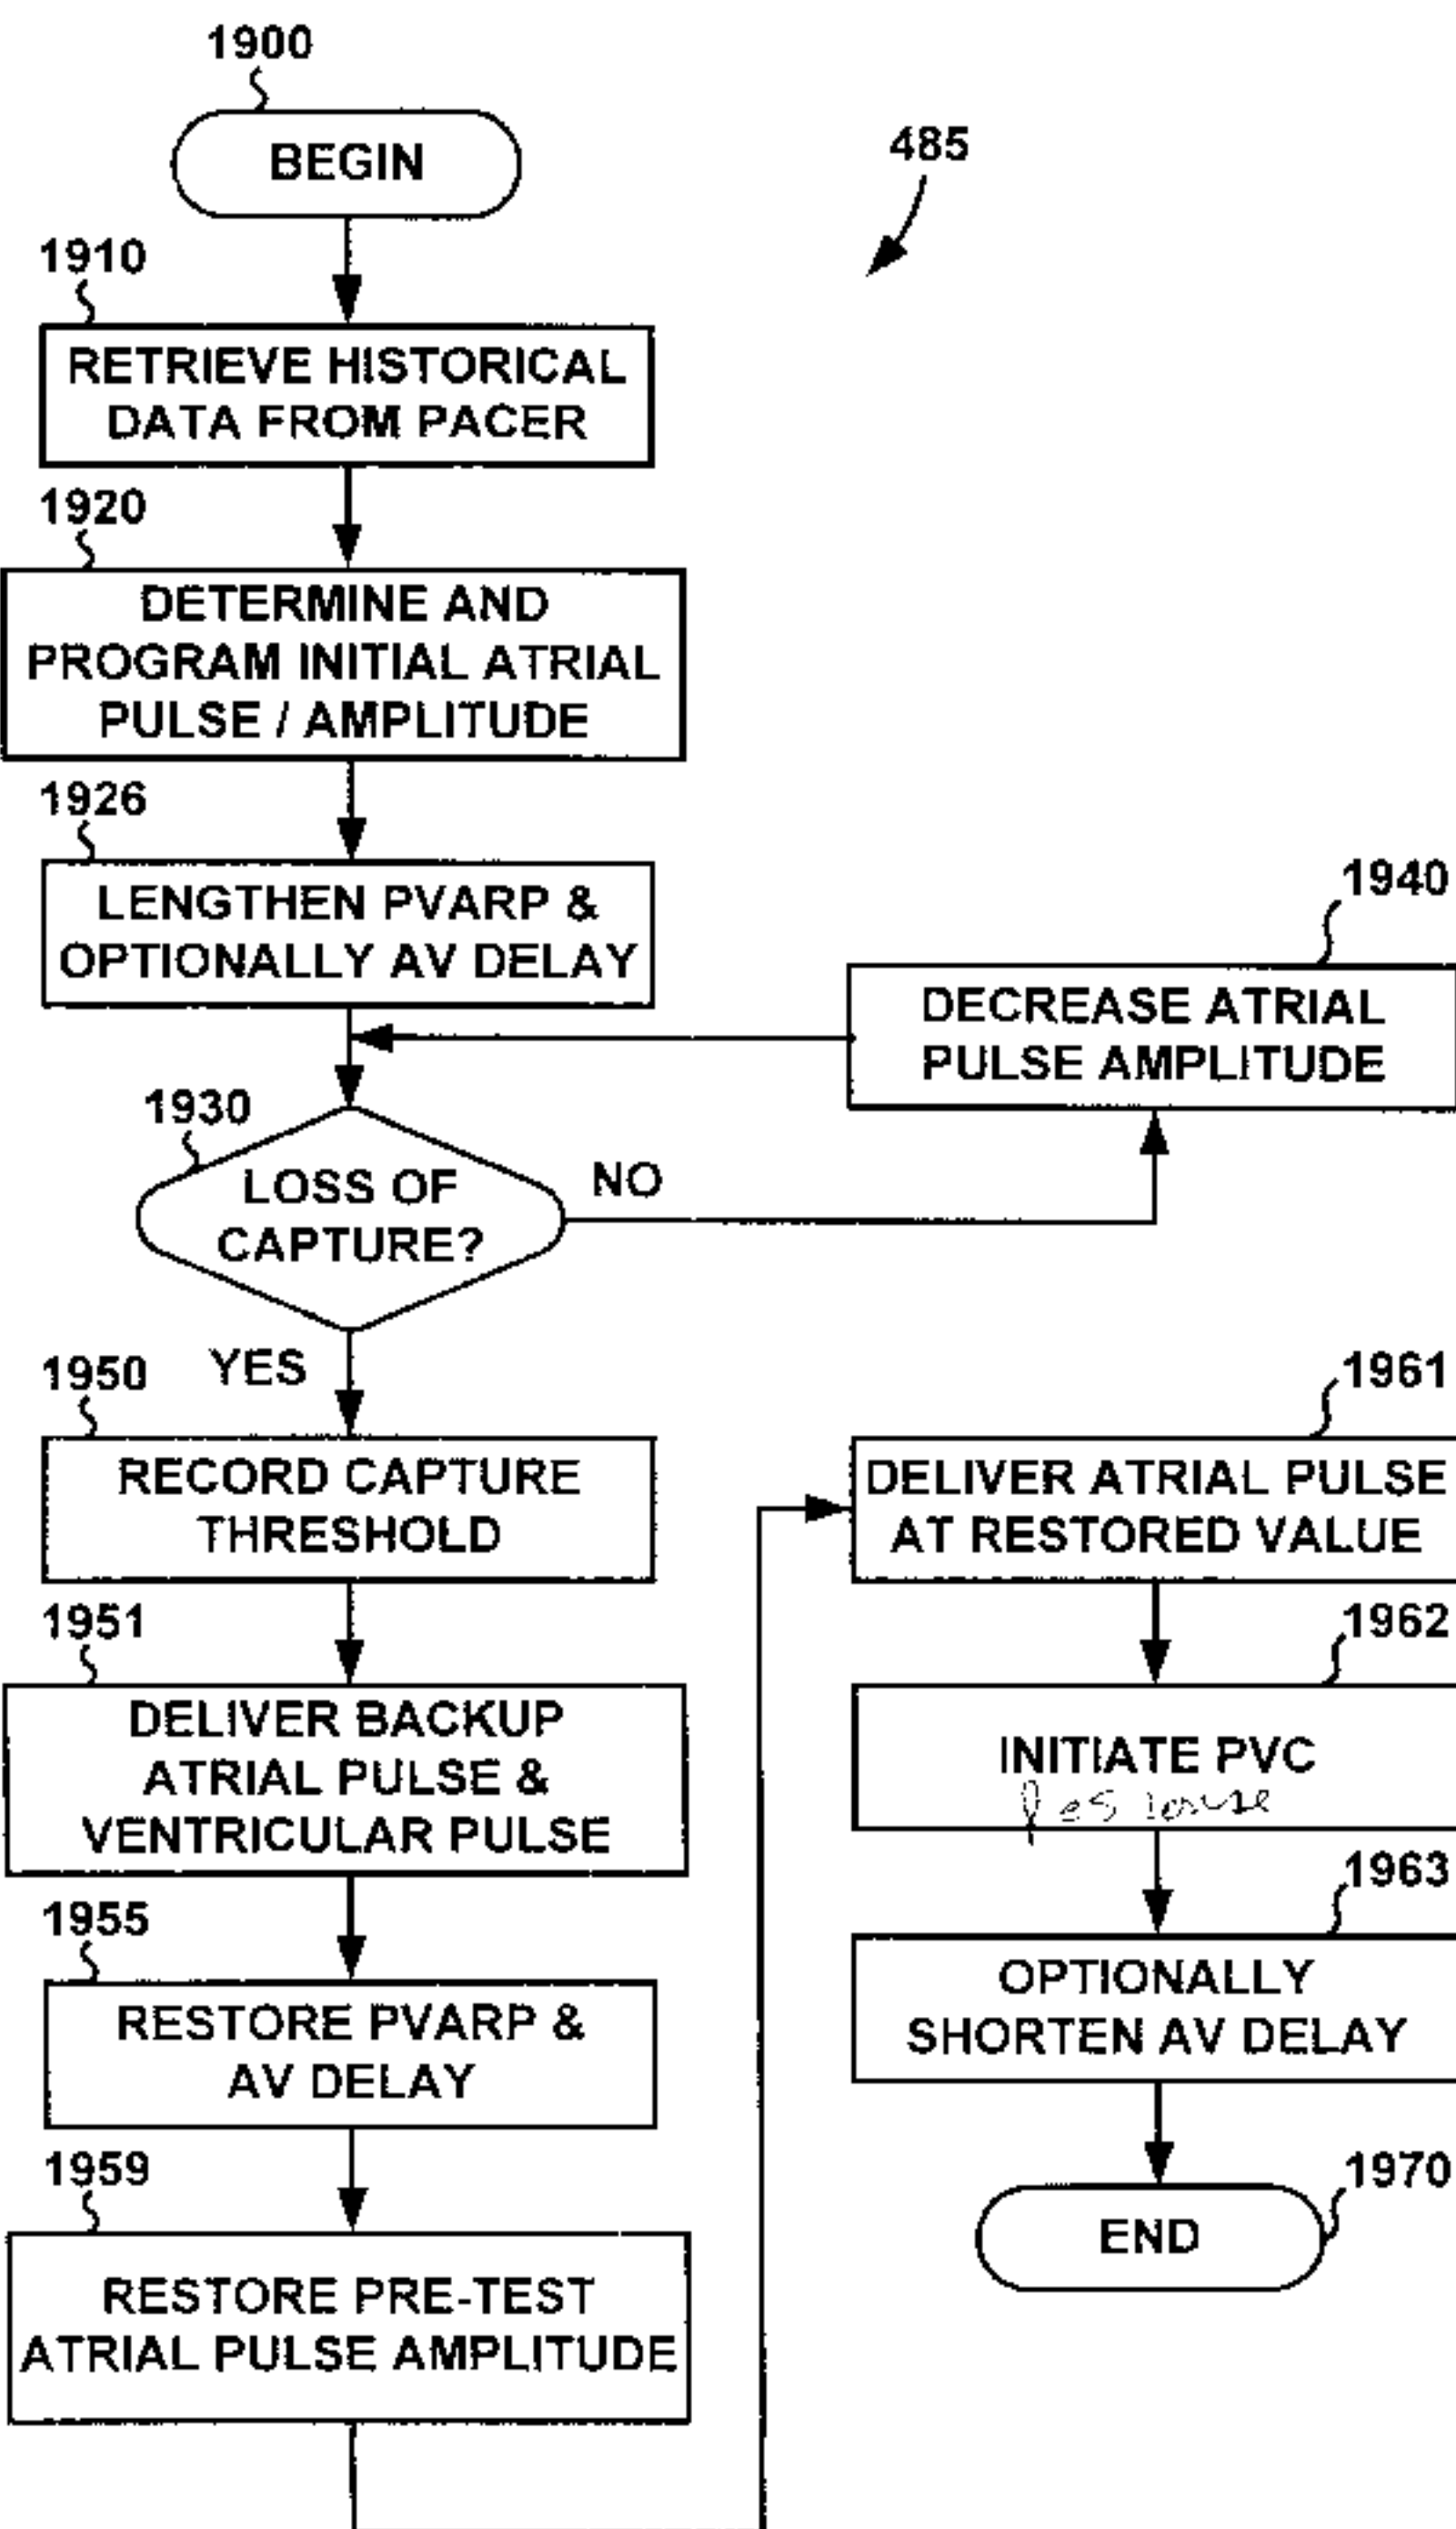 1900
BEGIN
485
1910
RETRIEVE HISTORICAL
DATA FROM PACER
1920
DETERMINE AND
PROGRAM INITIAL ATRIAL
PULSE / AMPLITUDE
1926
LENGTHEN PVARP &
OPTIONALLY AV DELAY
1940
DECREASE ATRIAL
PULSE AMPLITUDE
1930
LOSS OF
CAPTURE?
NO
YES
1950
RECORD CAPTURE
THRESHOLD
1951
DELIVER BACKUP
ATRIAL PULSE &
VENTRICULAR PULSE
1955
RESTORE PVARP &
AV DELAY
1959
RESTORE PRE-TEST
ATRIAL PULSE AMPLITUDE
1961
DELIVER ATRIAL PULSE
AT RESTORED VALUE
1962
INITIATE PVC
1963
OPTIONALLY
SHORTEN AV DELAY
1970
END